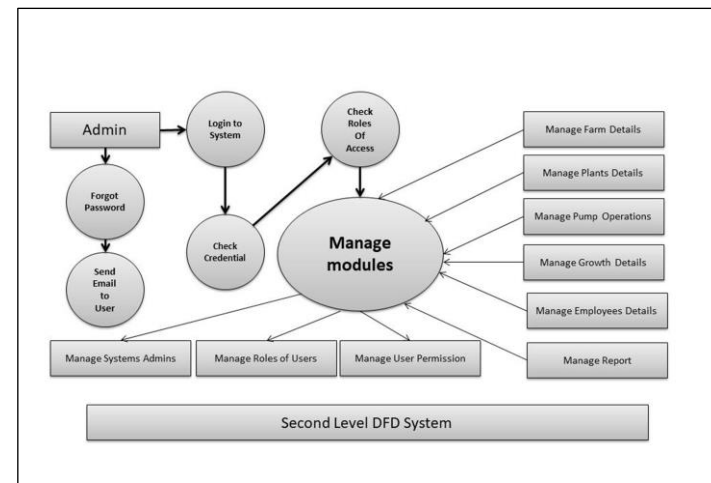 Admin
Login to
System
Check
Roles
Of
Access
Forgot
Password
Check
Credential
Send
Email
to
User
Manage
modules
Manage Farm Details
Manage Plants Details
Manage Pump Operations
Manage Growth Details
Manage Employees Details
Manage Report
Manage Systems Admins
Manage Roles of Users
Manage User Permission
Second Level DFD System